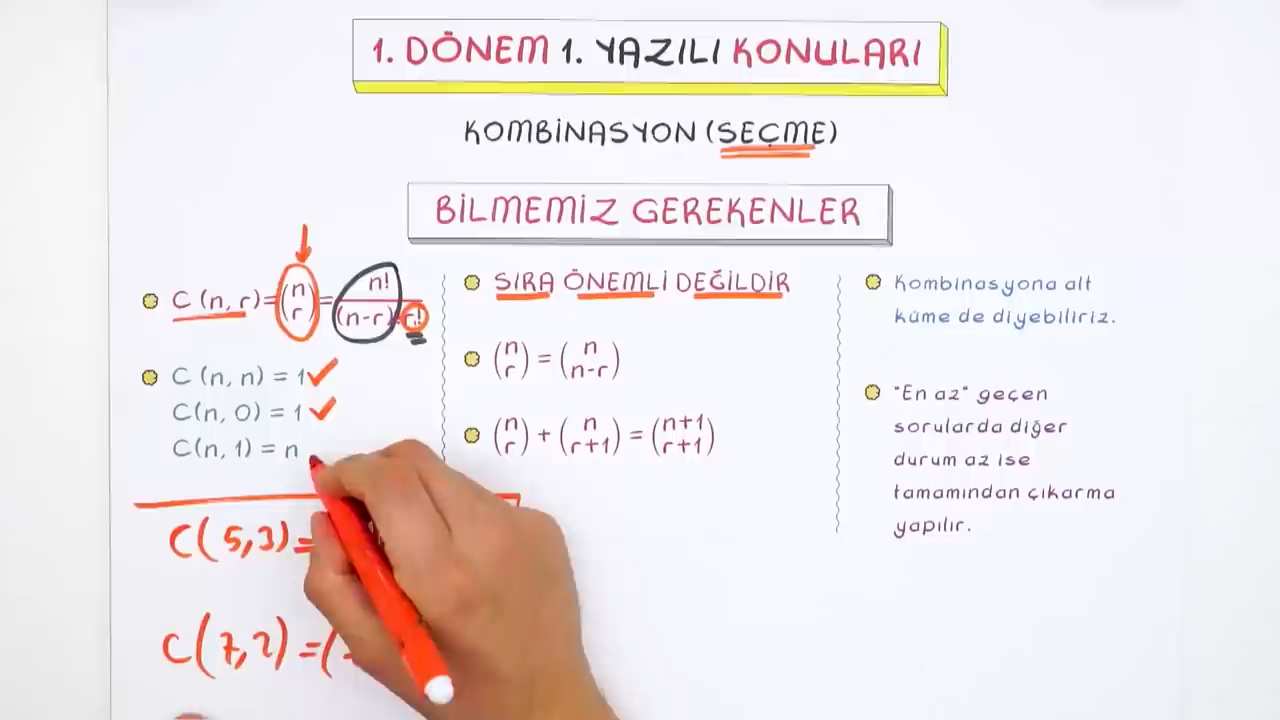 1. DÖNEM 1. YAZILI KONULARI
KOMBİNASYON (SEÇME)
BİLMEMİZ GEREKENLER
C (n, r) = (n r) = n! / (n-r)! r!
C (n, n) = 1 ✓
C(n, 0) = 1 ✓
C(n, 1) = n
C(5,3)=
C(7,2)=(
SIRA ÖNEMLİ DEĞİLDİR
(n r) = (n n-r)
(n r) + (n r+1) = (n+1 r+1)
Kombinasyona alt
küme de diyebiliriz.
"En az" geçen
sorularda diğer
durum az ise
tamamından çıkarma
yapılır.